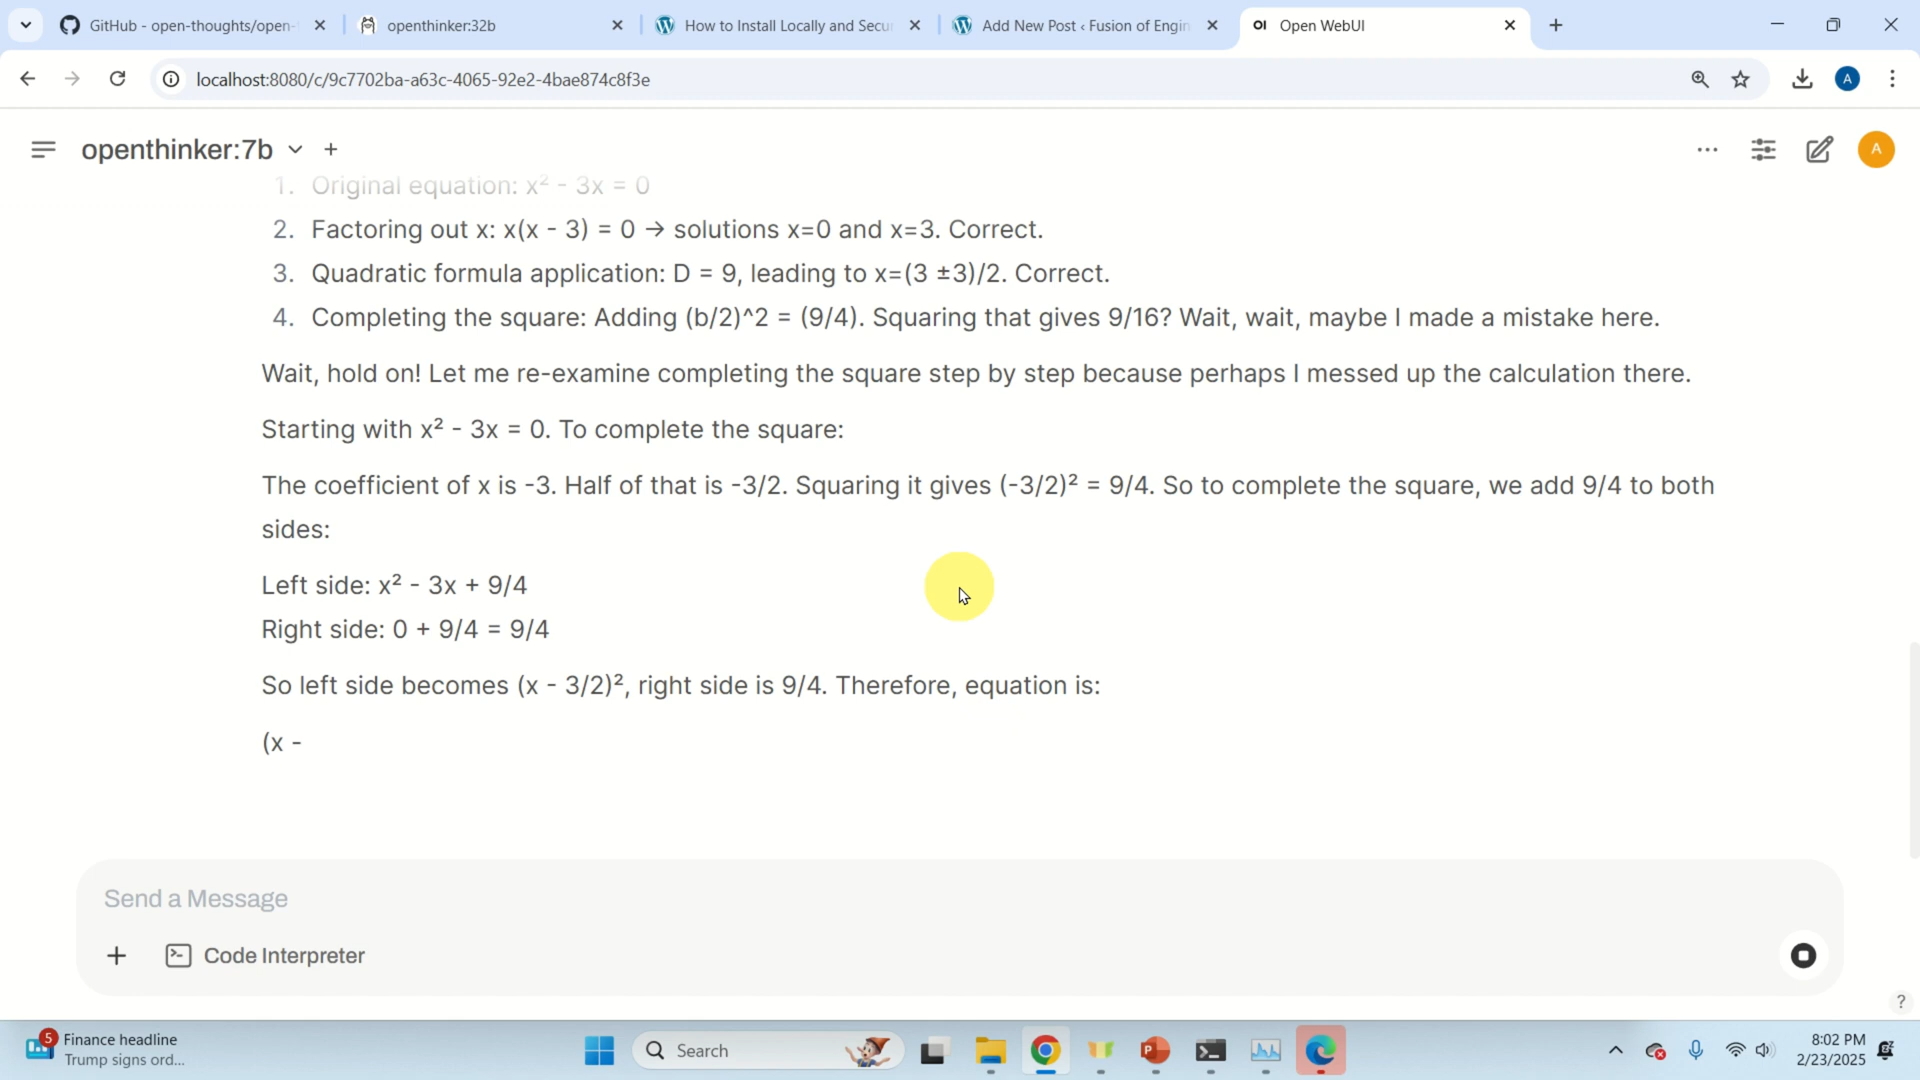 GitHub - open-thoughts/open-
openthinker:32b
How to Install Locally and Secu
Add New Post ‹ Fusion of Engin
OI Open WebUI
localhost:8080/c/9c7702ba-a63c-4065-92e2-4bae874c8f3e
A
openthinker:7b
A
1. Original equation: x² - 3x = 0
2. Factoring out x: x(x - 3) = 0 → solutions x=0 and x=3. Correct.
3. Quadratic formula application: D = 9, leading to x=(3 ±3)/2. Correct.
4. Completing the square: Adding (b/2)^2 = (9/4). Squaring that gives 9/16? Wait, wait, maybe I made a mistake here.
Wait, hold on! Let me re-examine completing the square step by step because perhaps I messed up the calculation there.
Starting with x² - 3x = 0. To complete the square:
The coefficient of x is -3. Half of that is -3/2. Squaring it gives (-3/2)² = 9/4. So to complete the square, we add 9/4 to both
sides:
Left side: x² - 3x + 9/4
Right side: 0 + 9/4 = 9/4
So left side becomes (x - 3/2)², right side is 9/4. Therefore, equation is:
(x -
Send a Message
Code Interpreter
?
5
Finance headline
Trump signs ord...
Search
8:02 PM
2/23/2025